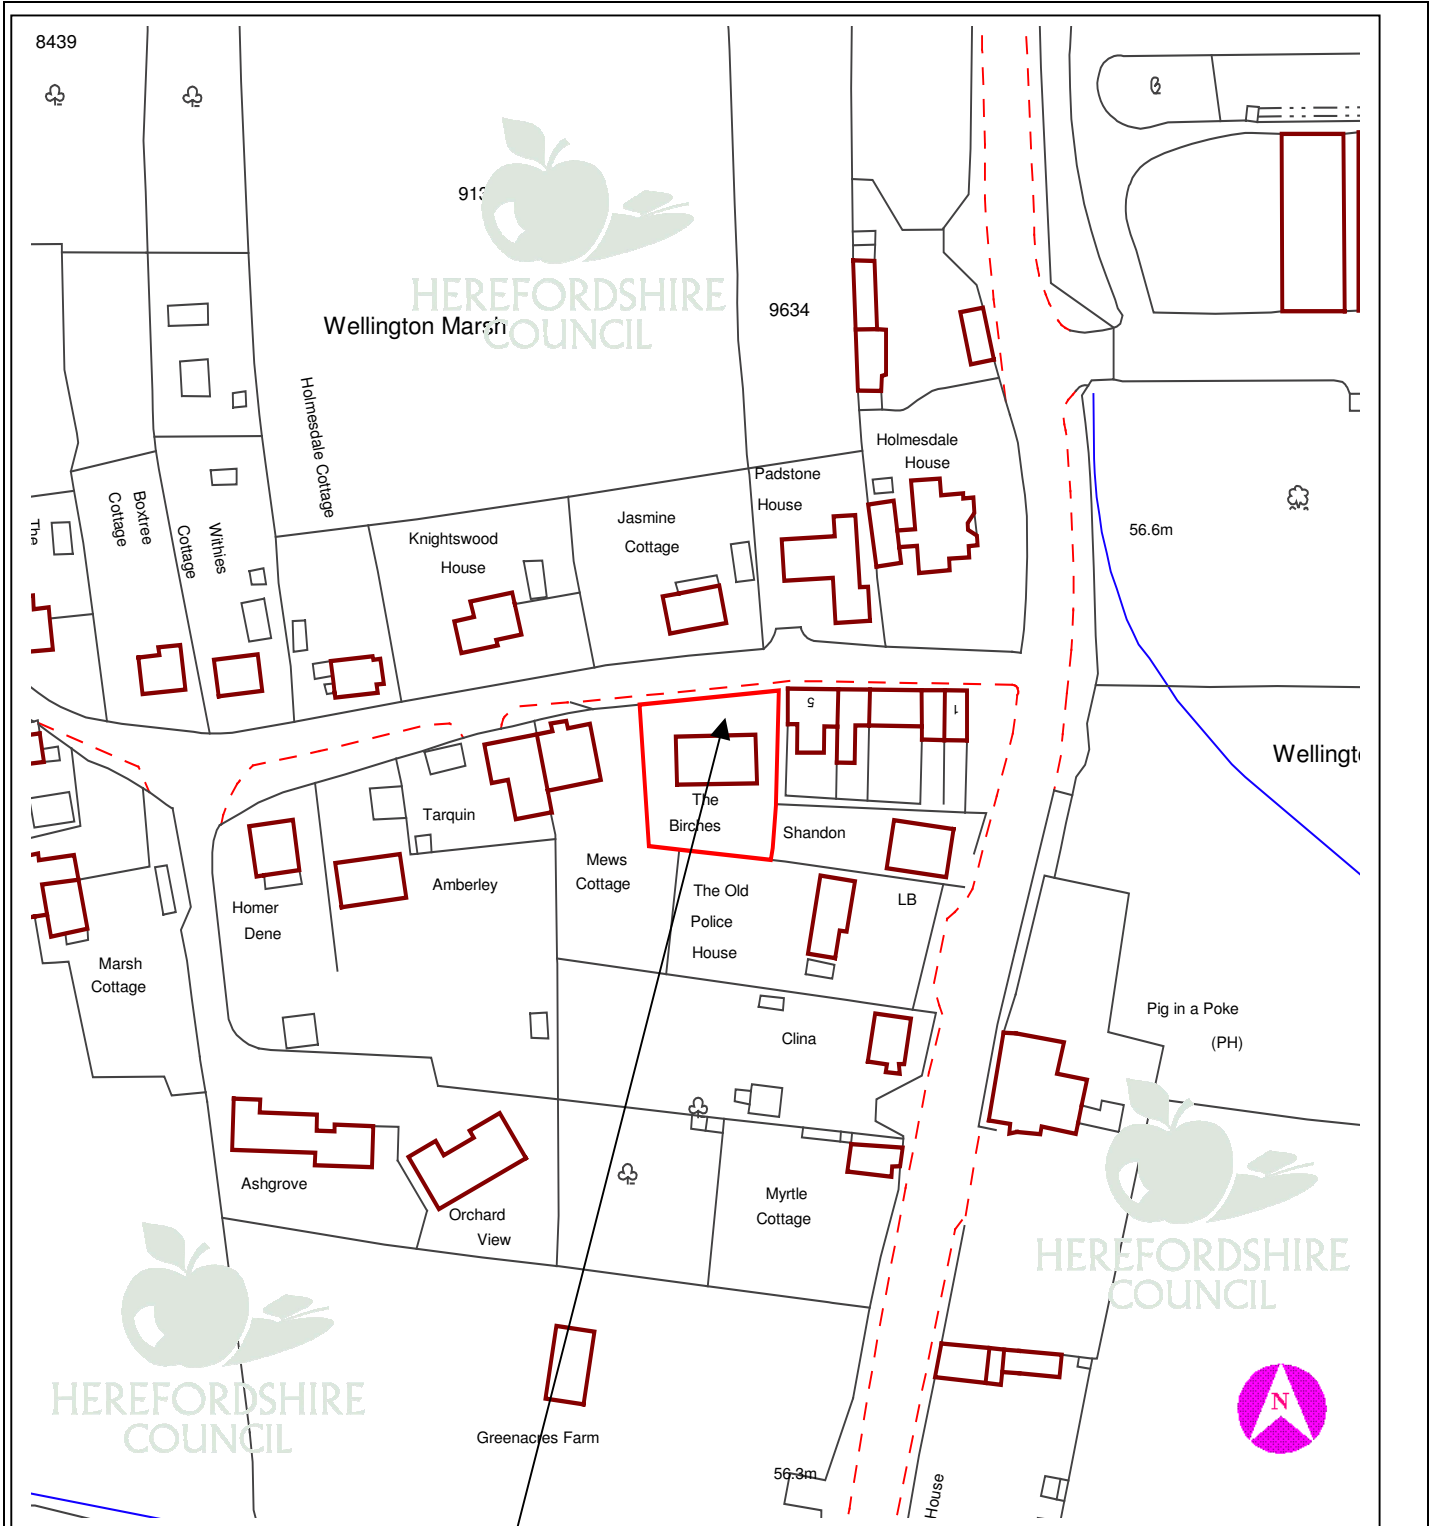 8439
913
HEREFORDSHIRE
COUNCIL
Wellington Marsh
9634
Holmesdale
House
Padstone
House
Holmesdale Cottage
Jasmine
Cottage
Knightswood
House
Boxtree
Cottage
Withies
Cottage
The
56.6m
5
1
Wellingt
The
Birches
Shandon
Tarquin
Mews
Cottage
Amberley
The Old
Police
House
LB
Homer
Dene
Marsh
Cottage
Clina
Pig in a Poke
(PH)
Ashgrove
Orchard
View
Myrtle
Cottage
HEREFORDSHIRE
COUNCIL
HEREFORDSHIRE
COUNCIL
Greenacres Farm
56.3m
House
N